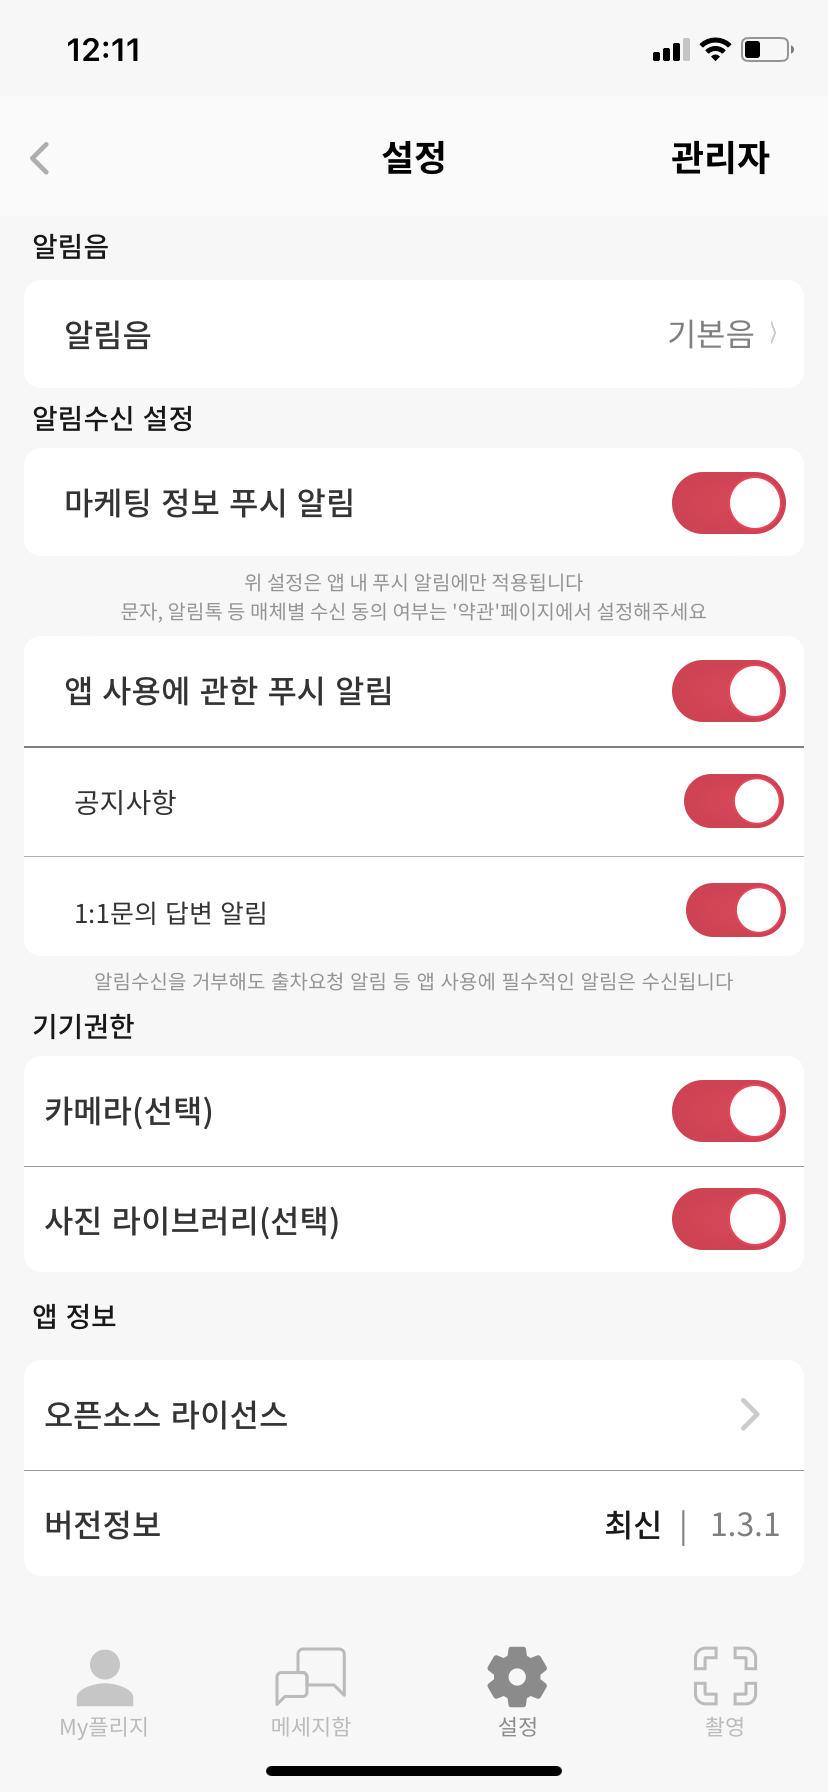 12:11
설정
관리자
알림음
알림음
기본음
알림수신 설정
마케팅 정보 푸시 알림
위 설정은 앱 내 푸시 알림에만 적용됩니다
문자, 알림톡 등 매체별 수신 동의 여부는 '약관'페이지에서 설정해주세요
앱 사용에 관한 푸시 알림
공지사항
1:1문의 답변 알림
알림수신을 거부해도 출차요청 알림 등 앱 사용에 필수적인 알림은 수신됩니다
기기권한
카메라(선택)
사진 라이브러리(선택)
앱 정보
오픈소스 라이선스
버전정보
최신 | 1.3.1
My플리지
메세지함
설정
촬영